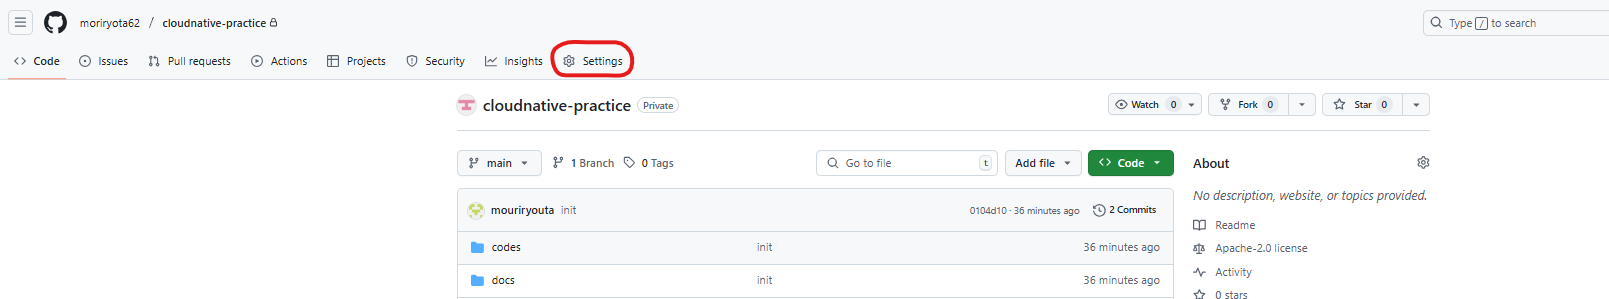 moriryota62 / cloudnative-practice
Type / to search
Code Issues Pull requests Actions Projects Security Insights Settings
cloudnative-practice Private
Watch 0 Fork 0 Star 0
main 1 Branch 0 Tags Go to file t Add file Code
About
No description, website, or topics provided.
mouriryouta init 0104d10 · 36 minutes ago 2 Commits
Readme
codes init 36 minutes ago
Apache-2.0 license
Activity
docs init 36 minutes ago
0 stars